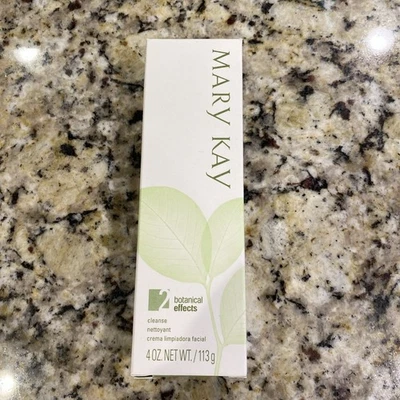 MARY KAY
2
botanical
effects
cleanse
nettoyant
crema limpiadora facial
4 OZ. NET WT. / 113 g